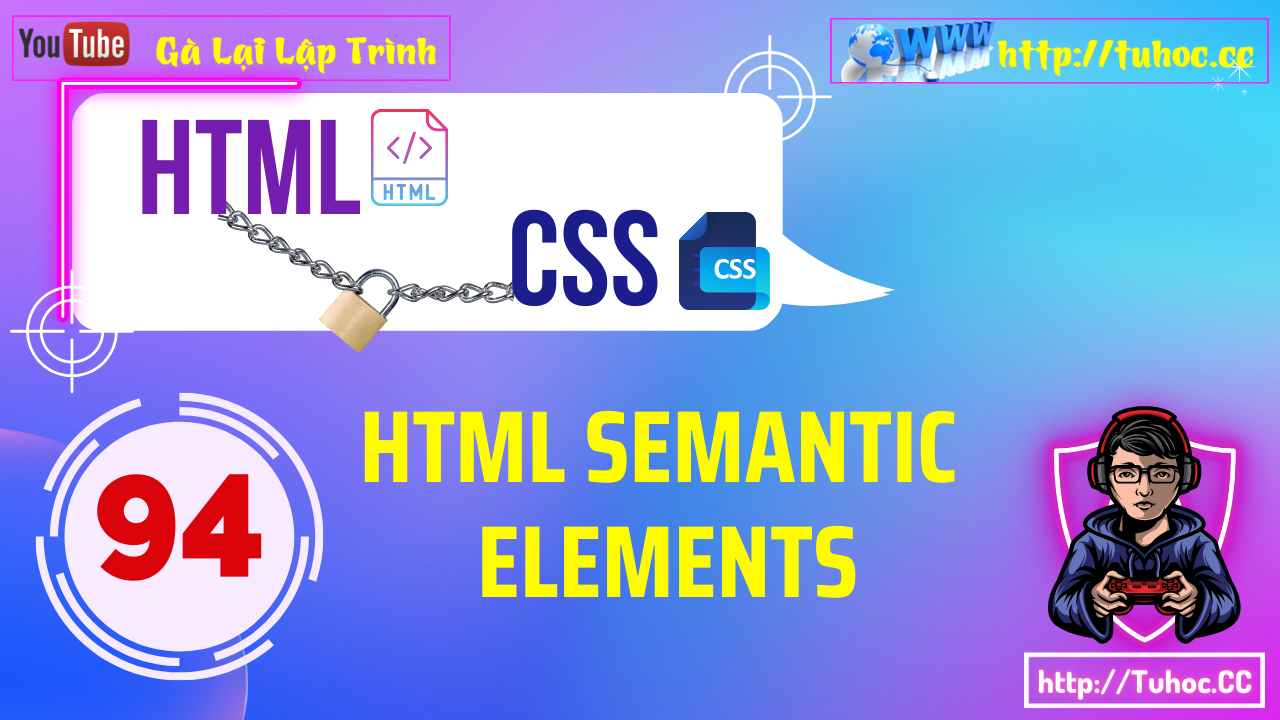 YouTube Gà Lại Lập Trình
WWW http://tuhoc.cc
HTML
HTML
CSS
CSS
94
HTML SEMANTIC
ELEMENTS
http://Tuhoc.CC